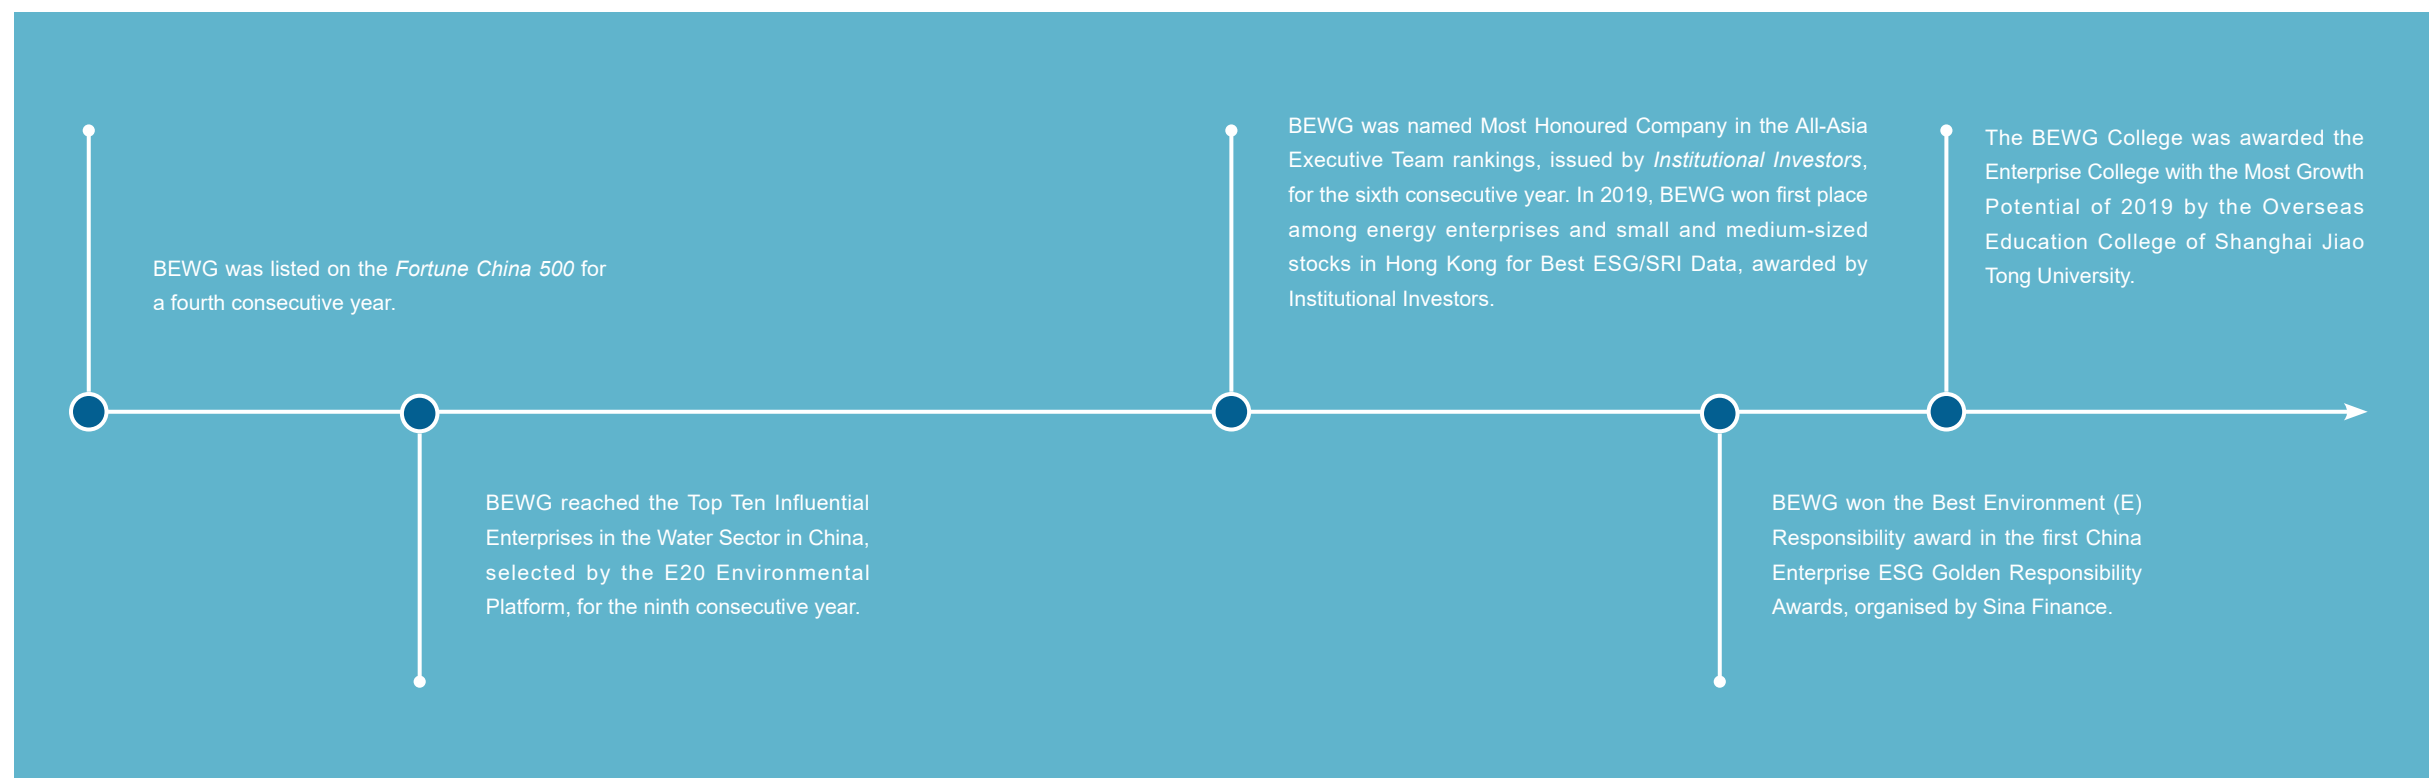 BEWG was listed on the Fortune China 500 for
a fourth consecutive year.
BEWG reached the Top Ten Influential
Enterprises in the Water Sector in China,
selected by the E20 Environmental
Platform, for the ninth consecutive year.
BEWG was named Most Honoured Company in the All-Asia
Executive Team rankings, issued by Institutional Investors,
for the sixth consecutive year. In 2019, BEWG won first place
among energy enterprises and small and medium-sized
stocks in Hong Kong for Best ESG/SRI Data, awarded by
Institutional Investors.
BEWG won the Best Environment (E)
Responsibility award in the first China
Enterprise ESG Golden Responsibility
Awards, organised by Sina Finance.
The BEWG College was awarded the
Enterprise College with the Most Growth
Potential of 2019 by the Overseas
Education College of Shanghai Jiao
Tong University.